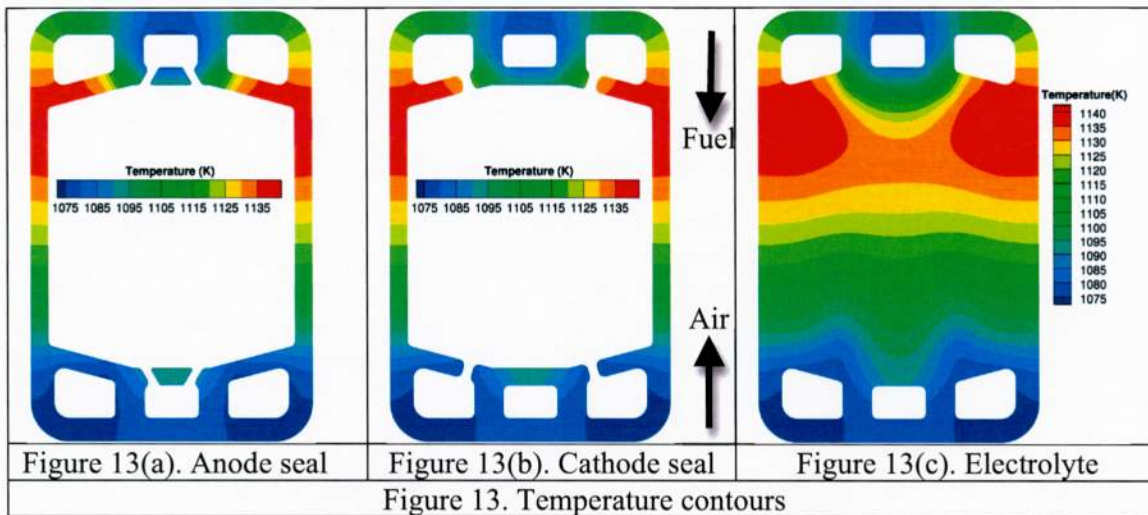 Fuel
Temperature (K)
1075 1085 1095 1105 1115 1125 1135
Temperature (K)
1075 1085 1095 1105 1115 1125 1135
Temperature(K)
1140
1135
1130
1125
1120
1115
1110
1105
1100
1095
1090
1085
1080
1075
Air
Figure 13(a). Anode seal
Figure 13(b). Cathode seal
Figure 13(c). Electrolyte
Figure 13. Temperature contours